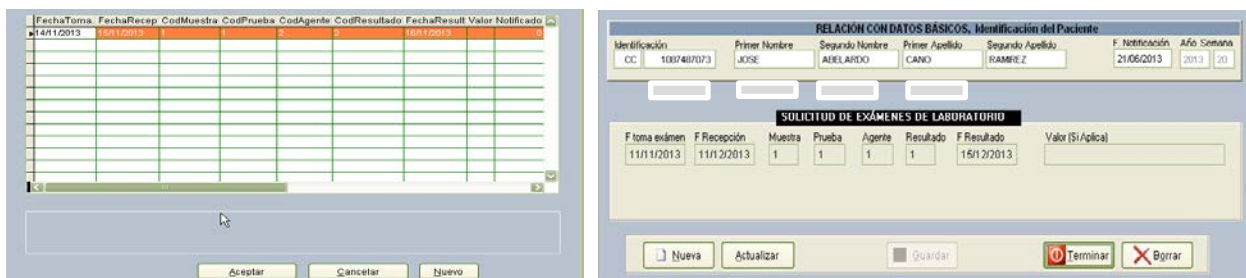 FechaToma FechaRecep CodMuestra CodPrueba CodAgente CodResultado FechaResult Valor Notificado
14/11/2013 15/11/2013 1 1 2 2 16/11/2013 0
Aceptar Cancelar Nuevo
RELACIÓN CON DATOS BÁSICOS, Identificación del Paciente
Identificación Primer Nombre Segundo Nombre Primer Apellido Segundo Apellido F. Notificación Año Semana
CC 1087487073 JOSE ABELARDO CANO RAMIREZ 21/06/2013 2013 20
SOLICITUD DE EXÁMENES DE LABORATORIO
F toma exámen F Recepción Muestra Prueba Agente Resultado F Resultado Valor (Si Aplica)
11/11/2013 11/12/2013 1 1 1 1 15/12/2013
Nueva Actualizar Guardar Terminar Borrar